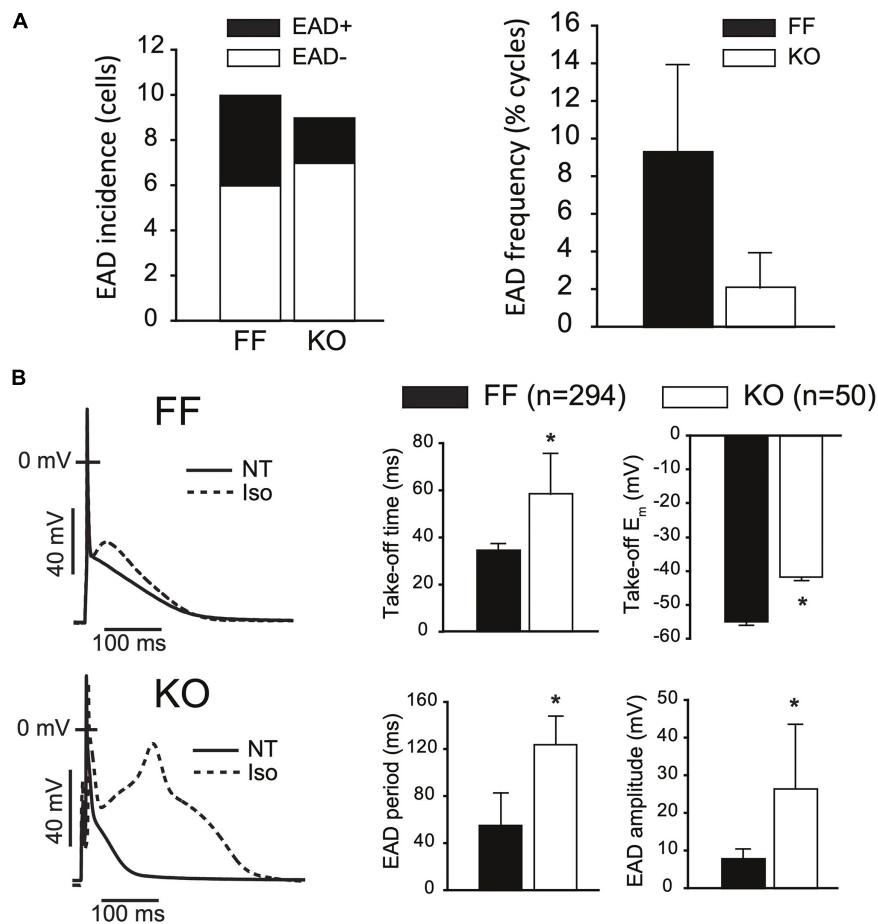 A
EAD+
EAD-
EAD incidence (cells)
12
10
8
6
4
2
0
FF
KO
FF
KO
EAD frequency (% cycles)
16
14
12
10
8
6
4
2
0
B
FF
0 mV
NT
Iso
40 mV
100 ms
KO
0 mV
NT
Iso
40 mV
100 ms
FF (n=294)
KO (n=50)
Take-off time (ms)
80
60
40
20
0
*
Take-off Em (mV)
0
-10
-20
-30
-40
-50
-60
*
EAD period (ms)
160
120
80
40
0
*
EAD amplitude (mV)
50
40
30
20
10
0
*